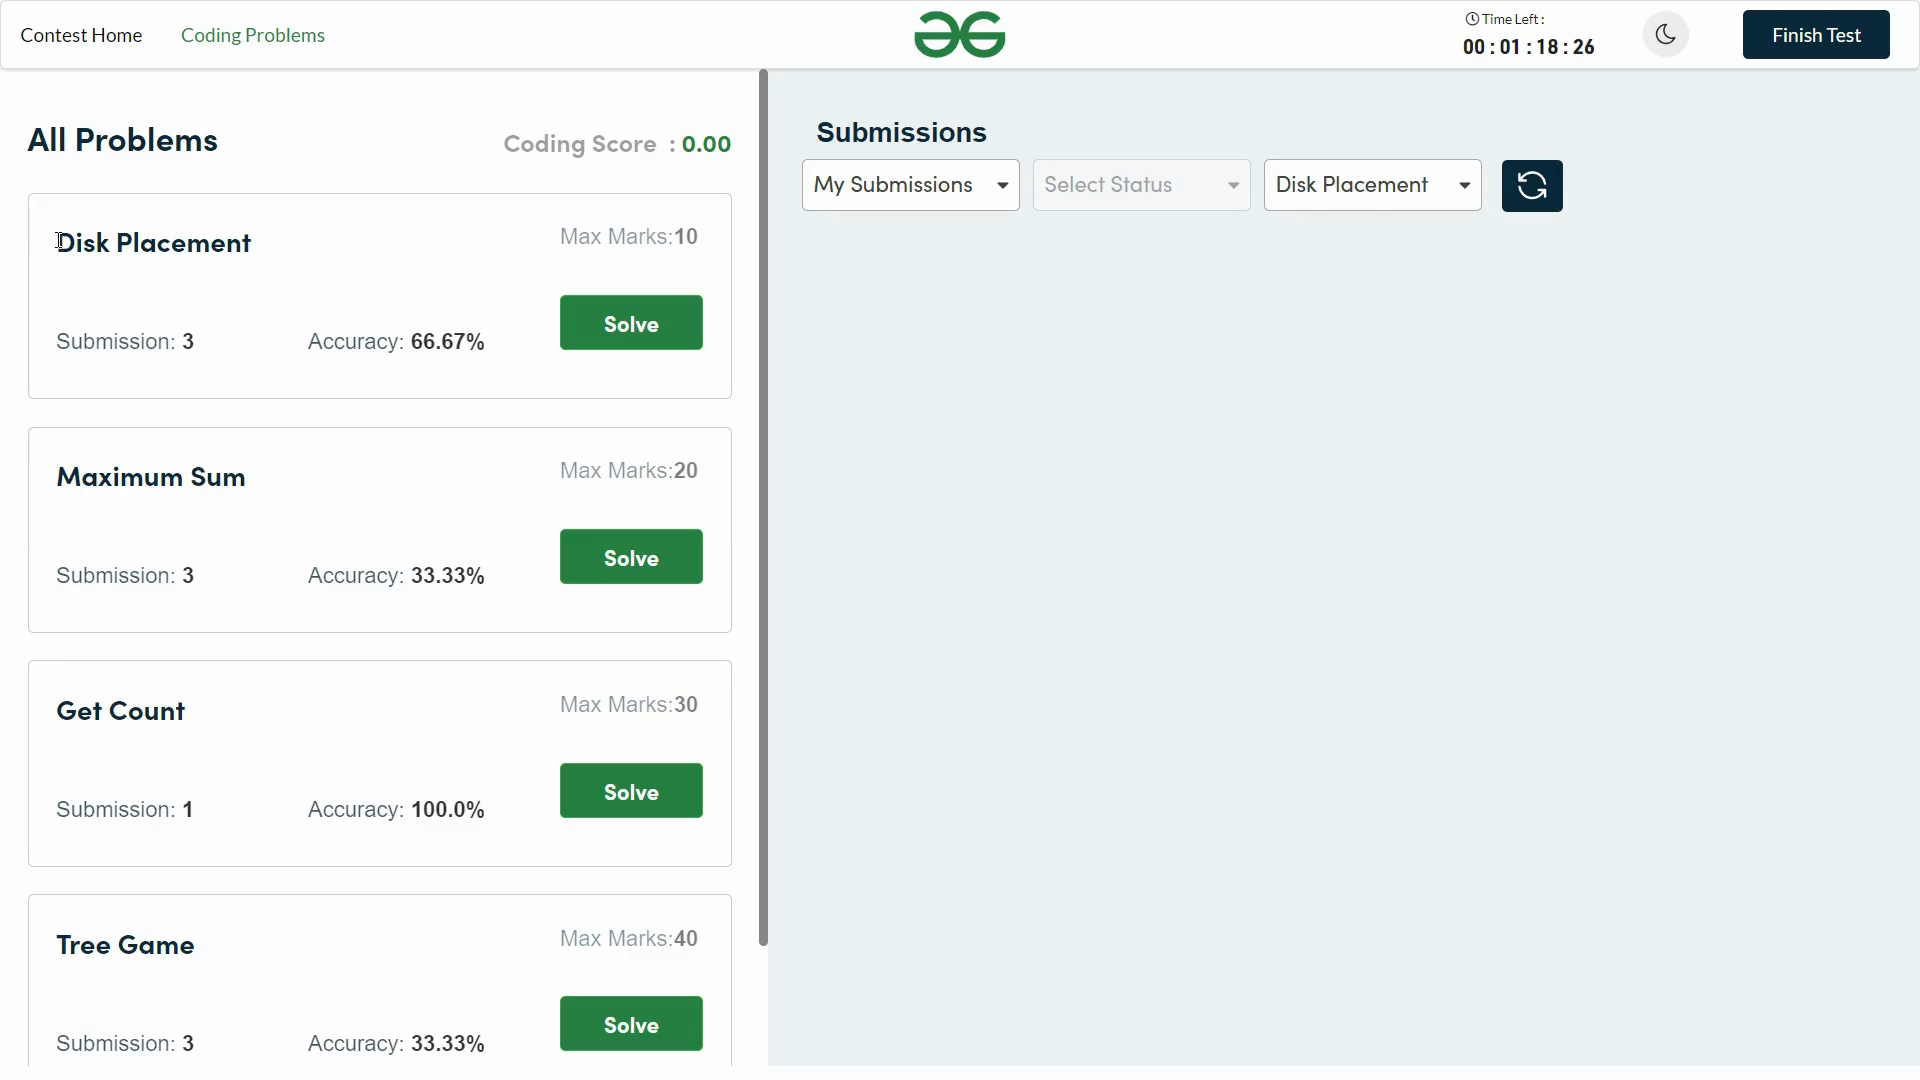 Contest Home
Coding Problems
Time Left :
00 : 01 : 18 : 26
Finish Test
All Problems
Coding Score : 0.00
Disk Placement
Max Marks:10
Solve
Submission: 3
Accuracy: 66.67%
Maximum Sum
Max Marks:20
Solve
Submission: 3
Accuracy: 33.33%
Get Count
Max Marks:30
Solve
Submission: 1
Accuracy: 100.0%
Tree Game
Max Marks:40
Solve
Submission: 3
Accuracy: 33.33%
Submissions
My Submissions
Select Status
Disk Placement